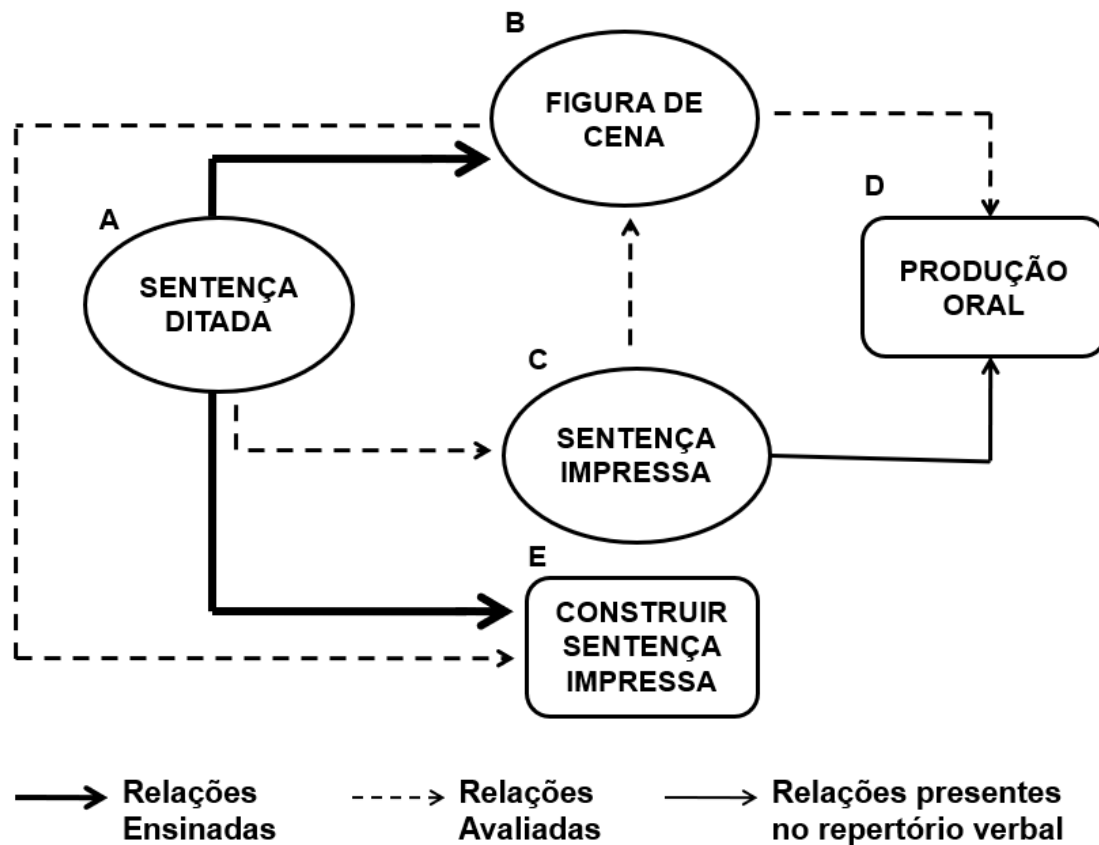 B
FIGURA DE
CENA
A
SENTENÇA
DITADA
D
PRODUÇÃO
ORAL
C
SENTENÇA
IMPRESSA
E
CONSTRUIR
SENTENÇA
IMPRESSA
Relações
Ensinadas
Relações
Avaliadas
Relações presentes
no repertório verbal